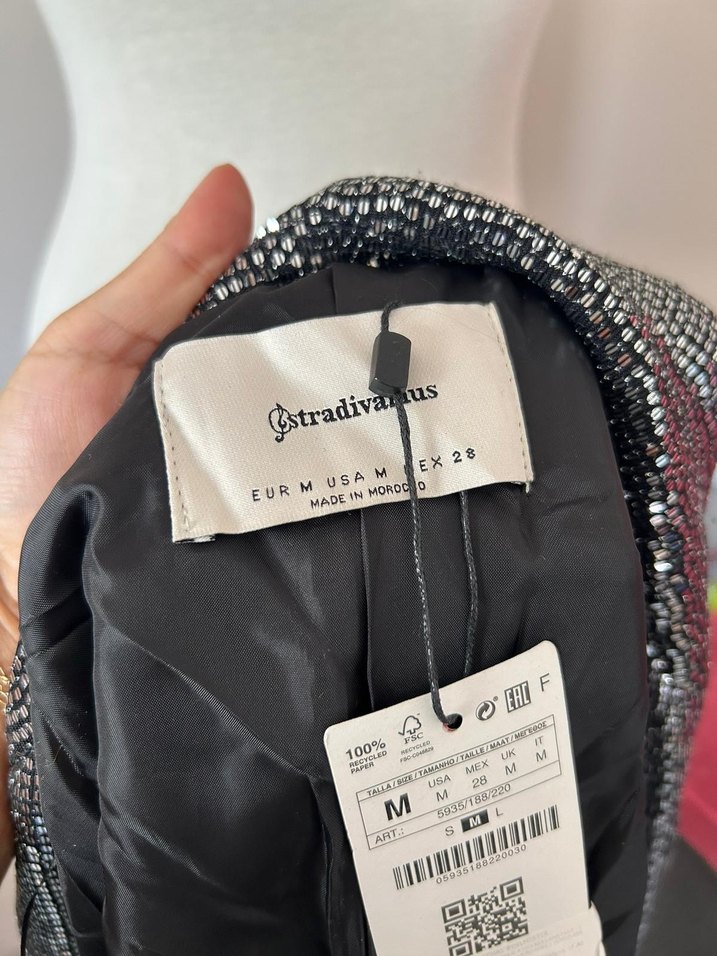 stradivarius
EUR M USA M MEX 28
MADE IN MOROCCO
100%
RECYCLED
PAPER
FSC
RECYCLED
EAC F
TALLA / SIZE / TAMANHO / TAILLE / MAAT / ΜΕΓΕΘΟΣ
M
USA MEX UK IT
M 28 M M
5935/188/220
ART.: S M L
05935188220030